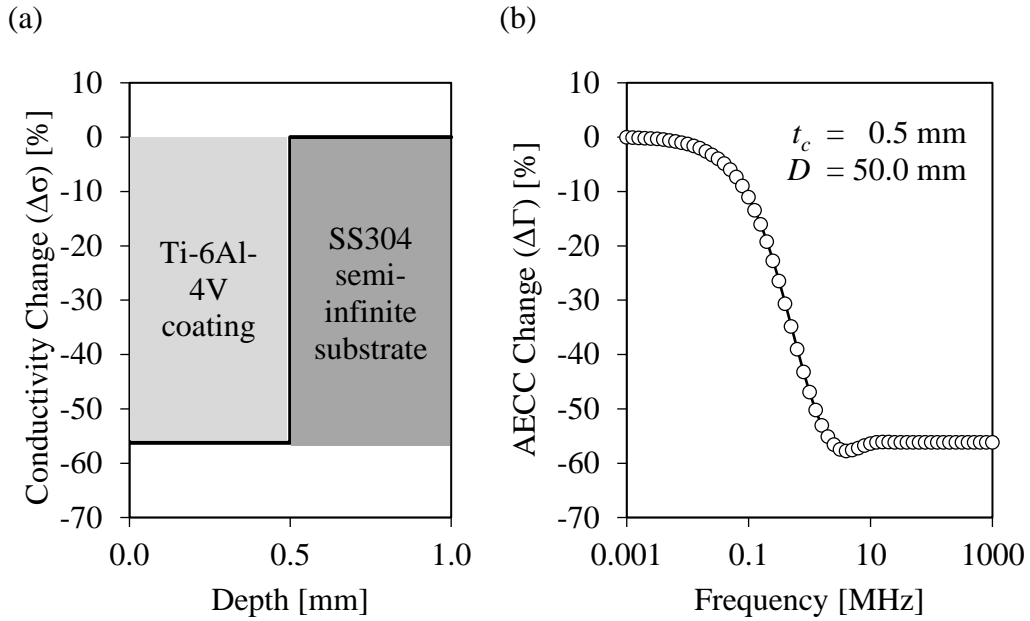 (a)
Conductivity Change (Δσ) [%]
10
0
-10
-20
-30
-40
-50
-60
-70
Ti-6Al-
4V
coating
SS304
semi-
infinite
substrate
0.0
0.5
1.0
Depth [mm]
(b)
AECC Change (ΔΓ) [%]
10
0
-10
-20
-30
-40
-50
-60
-70
t_c = 0.5 mm
D = 50.0 mm
0.001
0.1
10
1000
Frequency [MHz]